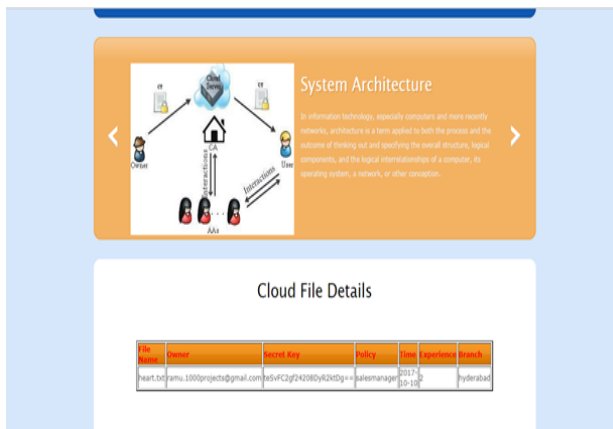 System Architecture
In information technology, especially computers and more recently
networks, architecture is a term applied to both the process and the
outcome of thinking out and specifying the overall structure, logical
components, and the logical interrelationships of a computer, its
operating system, a network, or other conception.
Cloud
Server
CT
CT
Owner
CA
User
Interactions
Interactions
AAs
Cloud File Details
File Name Owner Secret Key Policy Time Experience Branch
heart.txt ramu.1000projects@gmail.com 2017-10-10 2 hyderabad
salesmanager